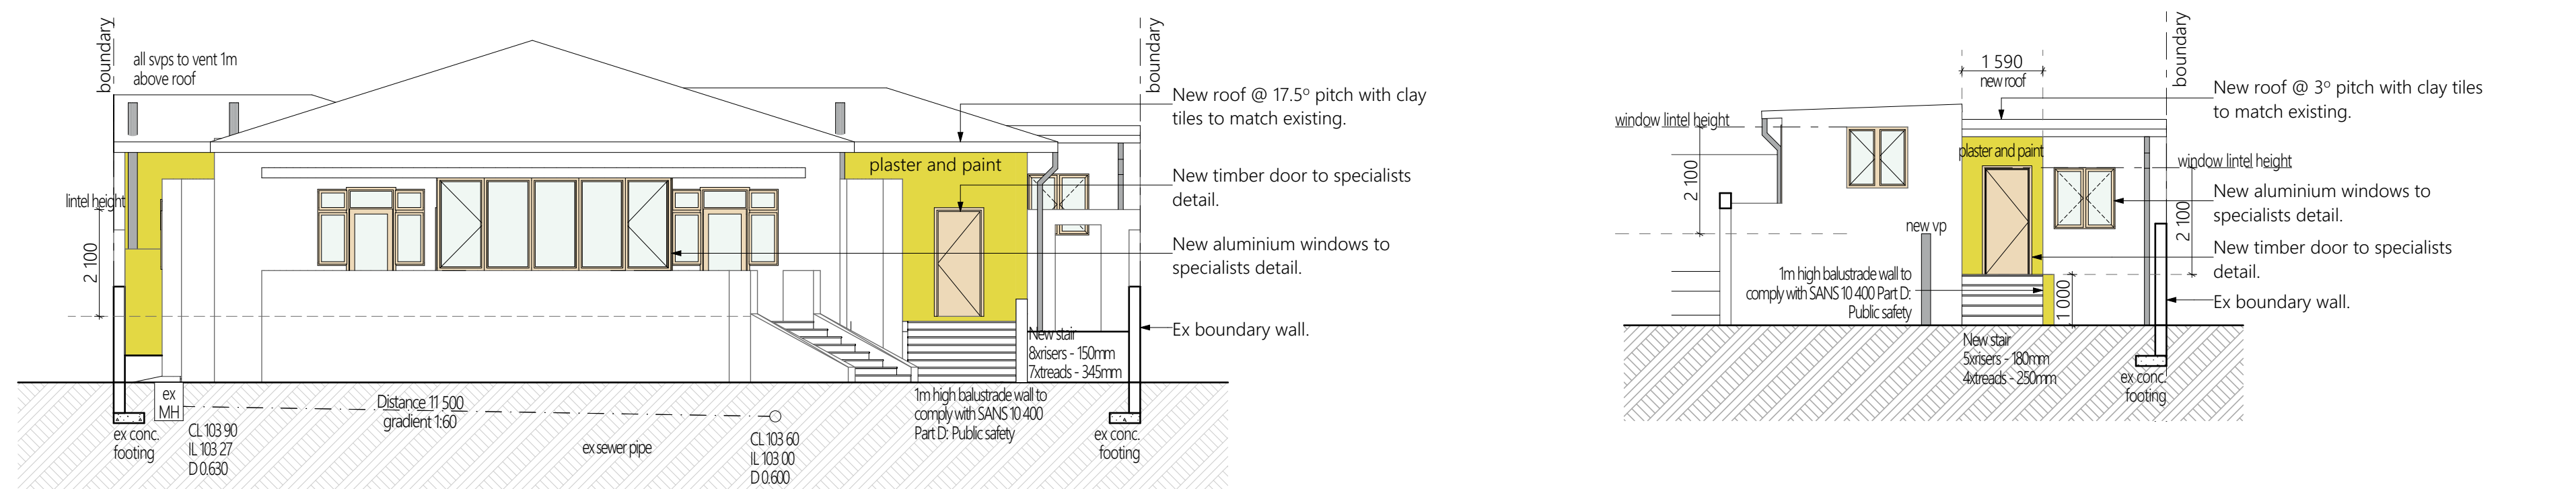 boundary
all svps to vent 1m
above roof
lintel height
2 100
plaster and paint
boundary
New roof @ 17.5º pitch with clay
tiles to match existing.
New timber door to specialists
detail.
New aluminium windows to
specialists detail.
Ex boundary wall.
New stair
8xrisers - 150mm
7xtreads - 345mm
1m high balustrade wall to
comply with SANS 10 400
Part D: Public safety
ex
MH
Distance 11 500
gradient 1:60
ex conc.
footing
CL 103 90
IL 103 27
D 0.630
ex sewer pipe
CL 103 60
IL 103 00
D 0.600
ex conc.
footing
boundary
1 590
new roof
window lintel height
2 100
plaster and paint
new vp
1m high balustrade wall to
comply with SANS 10 400 Part D:
Public safety
1 000
window lintel height
2 100
New roof @ 3º pitch with clay tiles
to match existing.
New aluminium windows to
specialists detail.
New timber door to specialists
detail.
Ex boundary wall.
New stair
5xrisers - 180mm
4xtreads - 250mm
ex conc.
footing